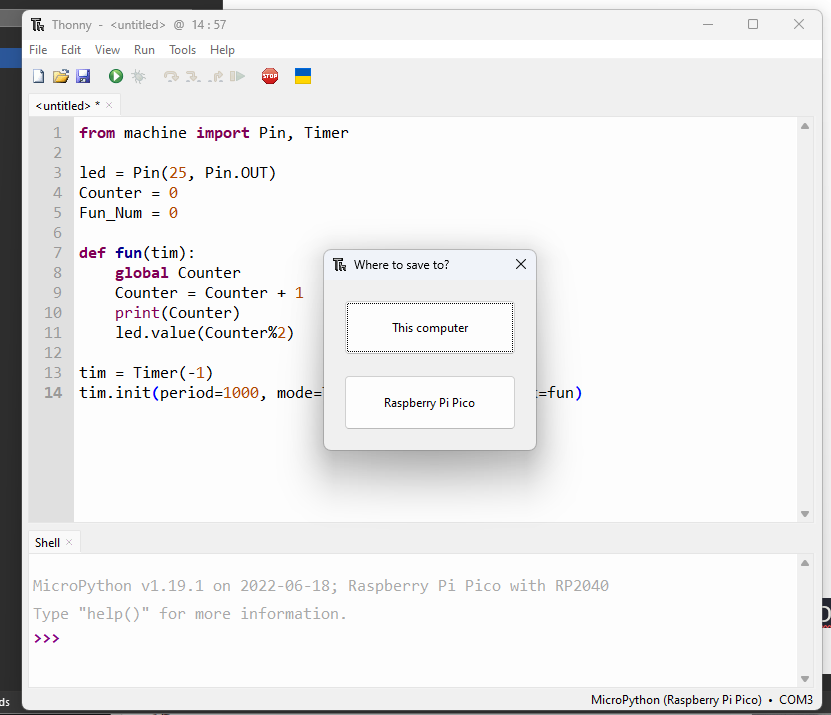 Thonny - <untitled> @ 14 : 57
File Edit View Run Tools Help
STOP
<untitled> *
1 from machine import Pin, Timer
2
3 led = Pin(25, Pin.OUT)
4 Counter = 0
5 Fun_Num = 0
6
7 def fun(tim):
8 global Counter
9 Counter = Counter + 1
10 print(Counter)
11 led.value(Counter%2)
12
13 tim = Timer(-1)
14 tim.init(period=1000, mode= =fun)
Where to save to?
This computer
Raspberry Pi Pico
Shell
MicroPython v1.19.1 on 2022-06-18; Raspberry Pi Pico with RP2040
Type "help()" for more information.
>>>
MicroPython (Raspberry Pi Pico) • COM3